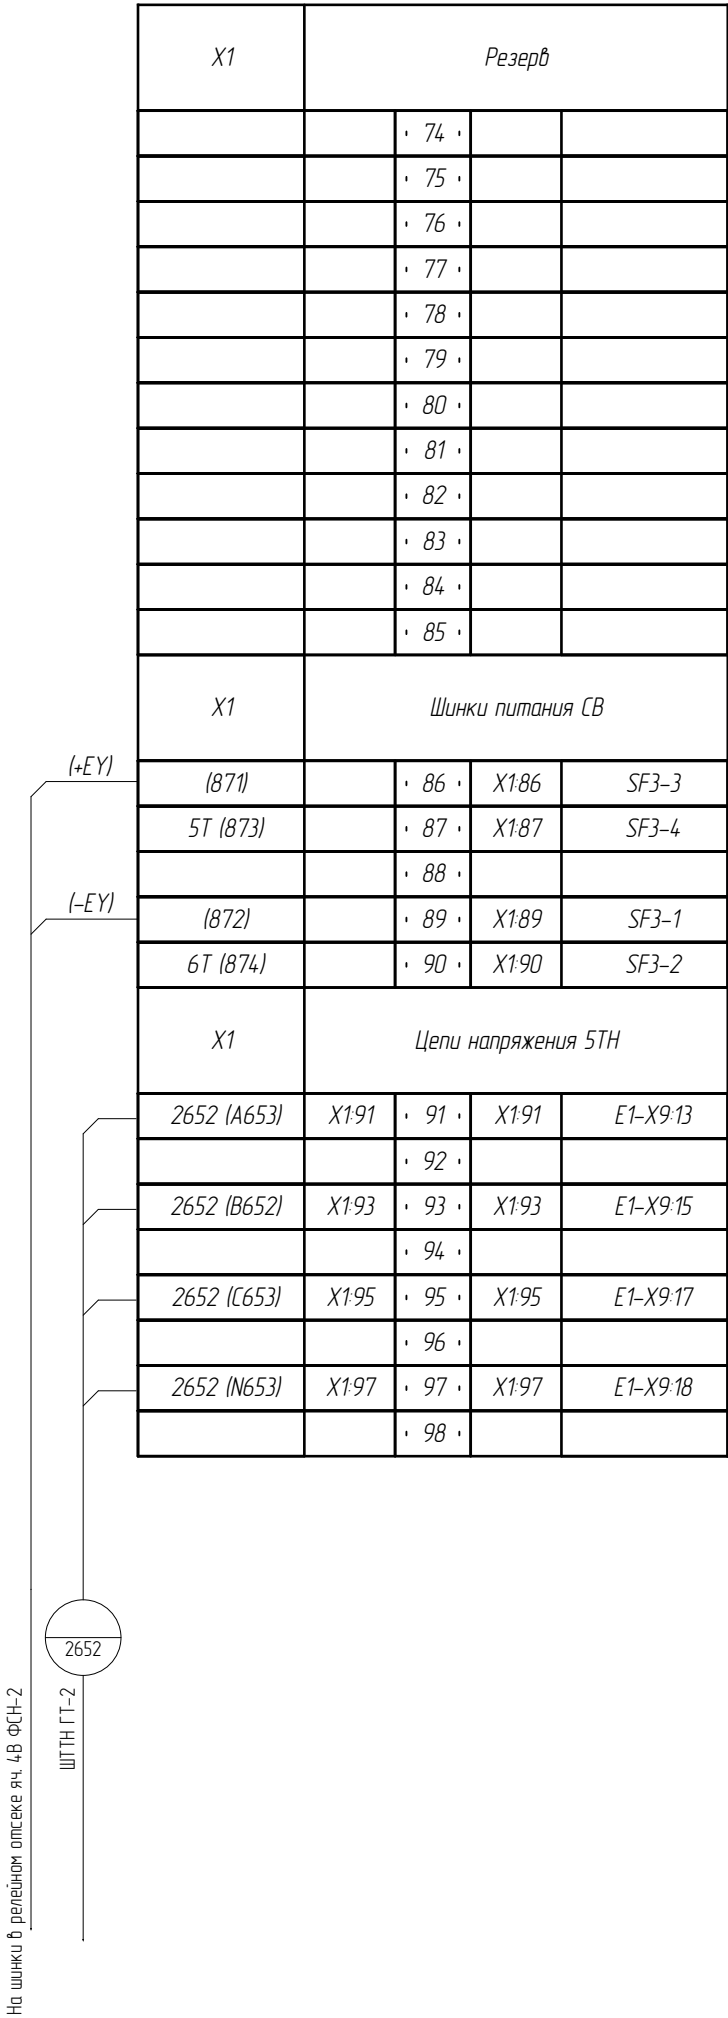 X1 Резерв
74
75
76
77
78
79
80
81
82
83
84
85
X1 Шинки питания СВ
(+EY) (871) 86 X1:86 SF3-3
5Т (873) 87 X1:87 SF3-4
88
(-EY) (872) 89 X1:89 SF3-1
6Т (874) 90 X1:90 SF3-2
X1 Цепи напряжения 5ТН
2652 (A653) X1:91 91 X1:91 E1-X9:13
92
2652 (B652) X1:93 93 X1:93 E1-X9:15
94
2652 (C653) X1:95 95 X1:95 E1-X9:17
96
2652 (N653) X1:97 97 X1:97 E1-X9:18
98
2652
ШТТН ГТ-2
На шинки в релейном отсеке яч. 4В ФСН-2